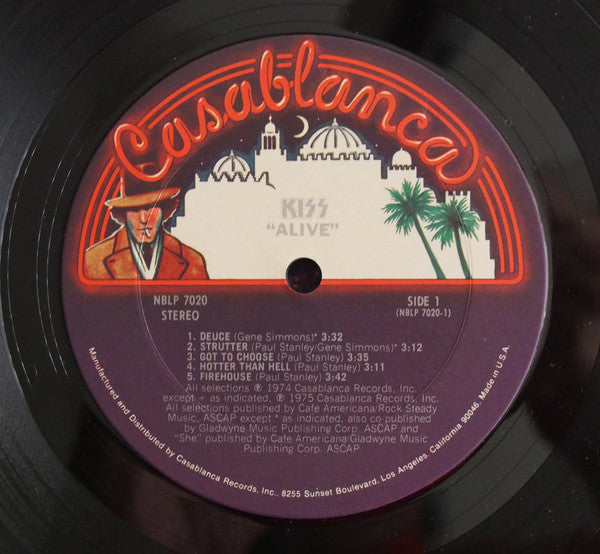 Casablanca
KISS
"ALIVE"
NBLP 7020
STEREO
SIDE 1
(NBLP 7020-1)
1. DEUCE (Gene Simmons)* 3:32
2. STRUTTER (Paul Stanley/Gene Simmons)* 3:12
3. GOT TO CHOOSE (Paul Stanley) 3:35
4. HOTTER THAN HELL (Paul Stanley) 3:11
5. FIREHOUSE (Paul Stanley) 3:42
All selections ℗ 1974 Casablanca Records, Inc.
except + as indicated, ℗ 1975 Casablanca Records, Inc.
All selections published by Cafe Americana/Rock Steady
Music, ASCAP except * as indicated, also co-published by
Gladwyne Music Publishing Corp. ASCAP and
"She" published by Cafe Americana/Gladwyne Music
Publishing Corp. ASCAP
Manufactured and Distributed by Casablanca Records, Inc., 8255 Sunset Boulevard, Los Angeles, California 90046, Made in U.S.A.